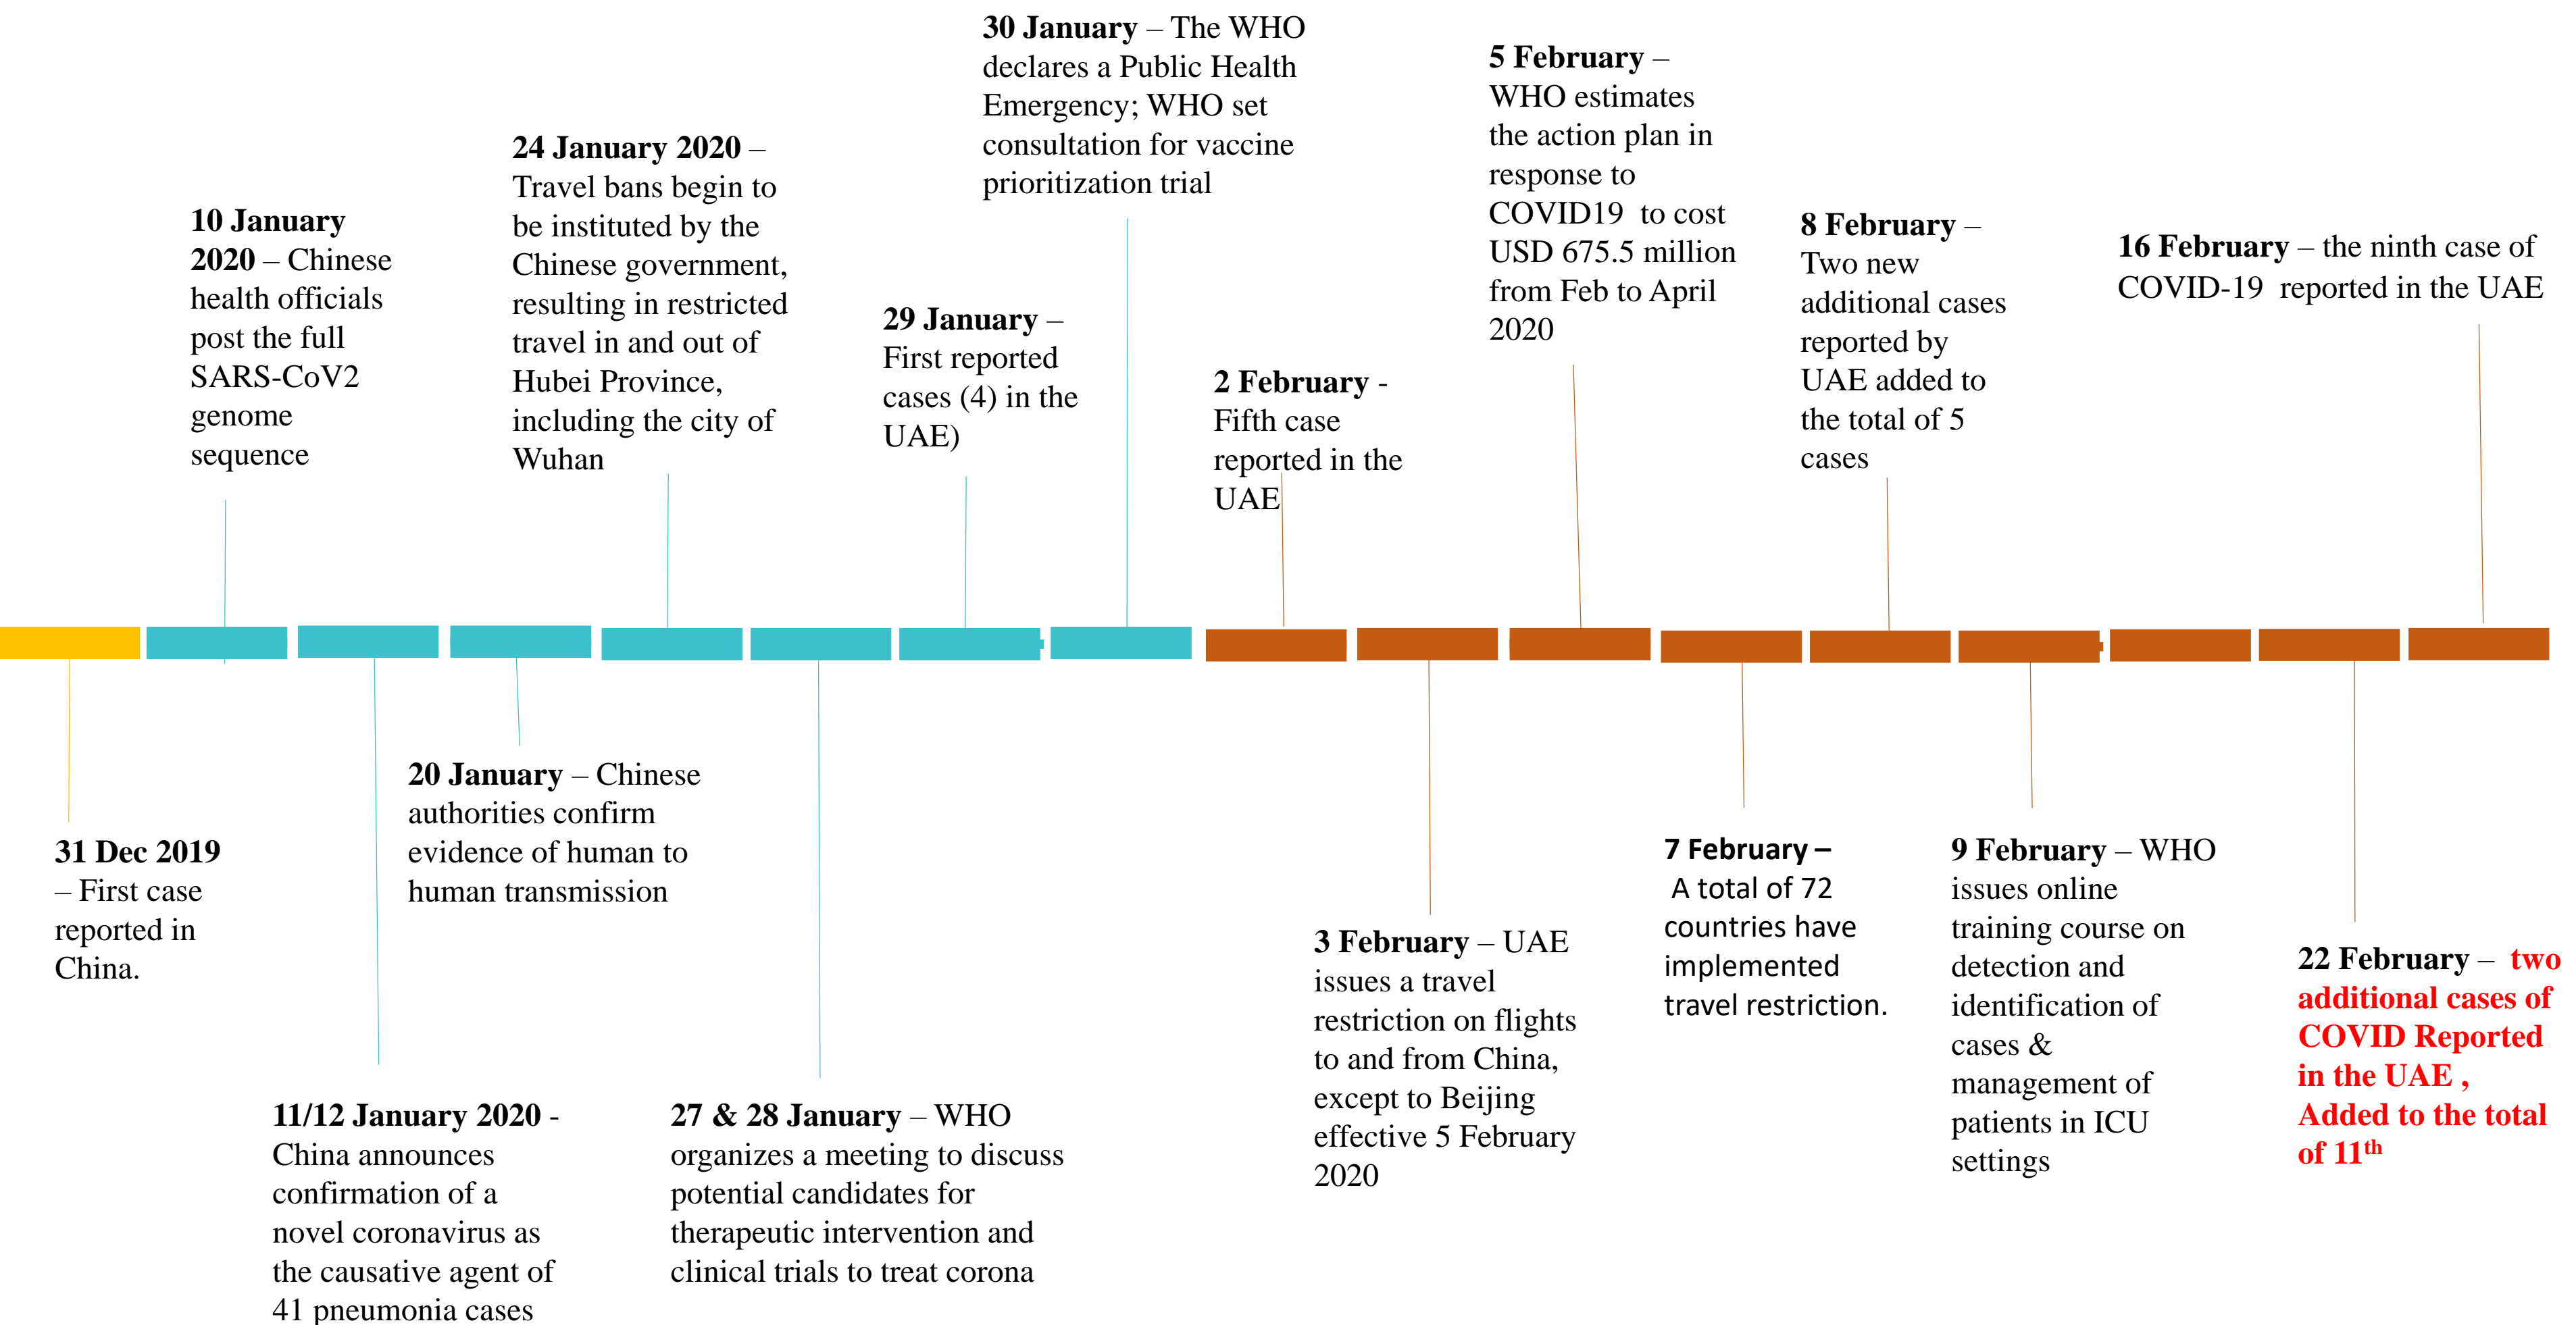 31 Dec 2019
– First case
reported in
China.
10 January
2020 – Chinese
health officials
post the full
SARS-CoV2
genome
sequence
11/12 January 2020 -
China announces
confirmation of a
novel coronavirus as
the causative agent of
41 pneumonia cases
20 January – Chinese
authorities confirm
evidence of human to
human transmission
24 January 2020 –
Travel bans begin to
be instituted by the
Chinese government,
resulting in restricted
travel in and out of
Hubei Province,
including the city of
Wuhan
27 & 28 January – WHO
organizes a meeting to discuss
potential candidates for
therapeutic intervention and
clinical trials to treat corona
29 January –
First reported
cases (4) in the
UAE)
30 January – The WHO
declares a Public Health
Emergency; WHO set
consultation for vaccine
prioritization trial
2 February -
Fifth case
reported in the
UAE
3 February – UAE
issues a travel
restriction on flights
to and from China,
except to Beijing
effective 5 February
2020
5 February –
WHO estimates
the action plan in
response to
COVID19 to cost
USD 675.5 million
from Feb to April
2020
7 February –
A total of 72
countries have
implemented
travel restriction.
8 February –
Two new
additional cases
reported by
UAE added to
the total of 5
cases
9 February – WHO
issues online
training course on
detection and
identification of
cases &
management of
patients in ICU
settings
16 February – the ninth case of
COVID-19 reported in the UAE
22 February – two
additional cases of
COVID Reported
in the UAE ,
Added to the total
of 11th